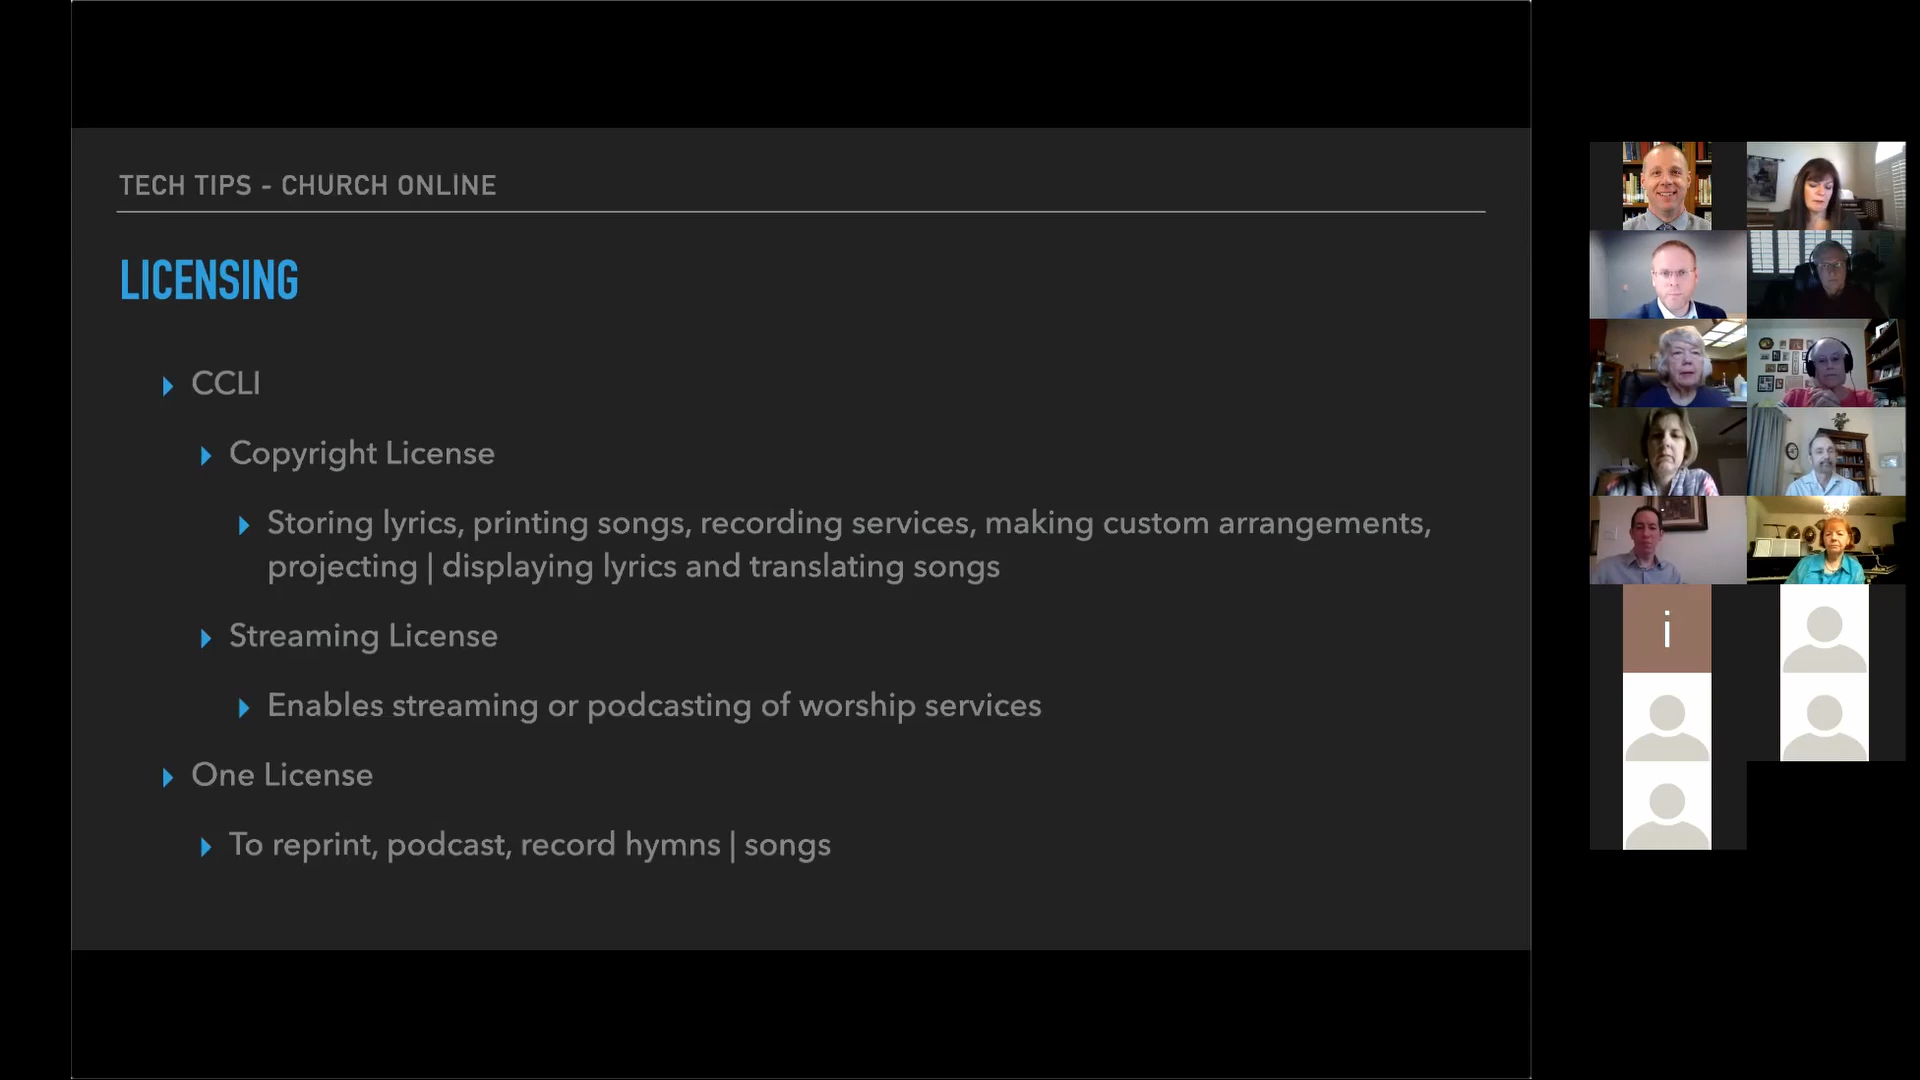 TECH TIPS - CHURCH ONLINE
LICENSING
CCLI
Copyright License
Storing lyrics, printing songs, recording services, making custom arrangements,
projecting | displaying lyrics and translating songs
Streaming License
Enables streaming or podcasting of worship services
One License
To reprint, podcast, record hymns | songs
i